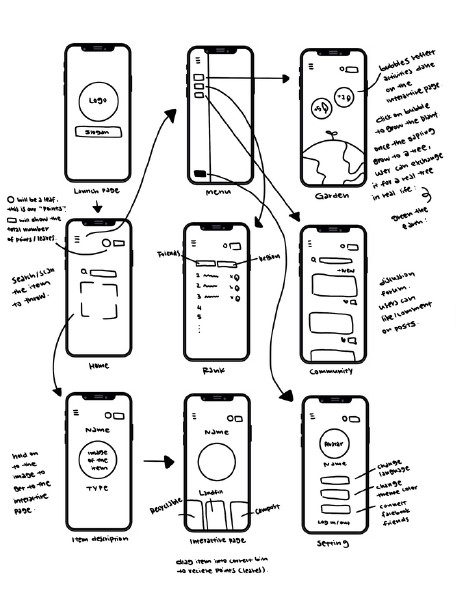 Logo
Slogan
Launch page
Menu
+2
Garden
bubbles reflect
activities done
on the
interactive page
click on bubble
to grow the plant
once the sapling
grow to a tree,
user can exchange
it for a real tree
in real life.
green the
earth.
will be a leaf,
this is our "points".
will show the
total number
of points/leaves.
Search/scan
the item
to throw.
Home
Friends
Region
1
2
3
4
5
Rank
+NEW
Community
discussion
forum.
users can
like/comment
on posts.
Name
image
of the
item
TYPE
Item description
hold on
to the
image to
get to the
interactive
page.
Name
Landfill
Recyclable
Compost
Interactive page
drag item into correct bin
to recieve points (leaves).
Avatar
Name
Log in/out
Setting
change
language
change
theme color
connect
facebook
friends